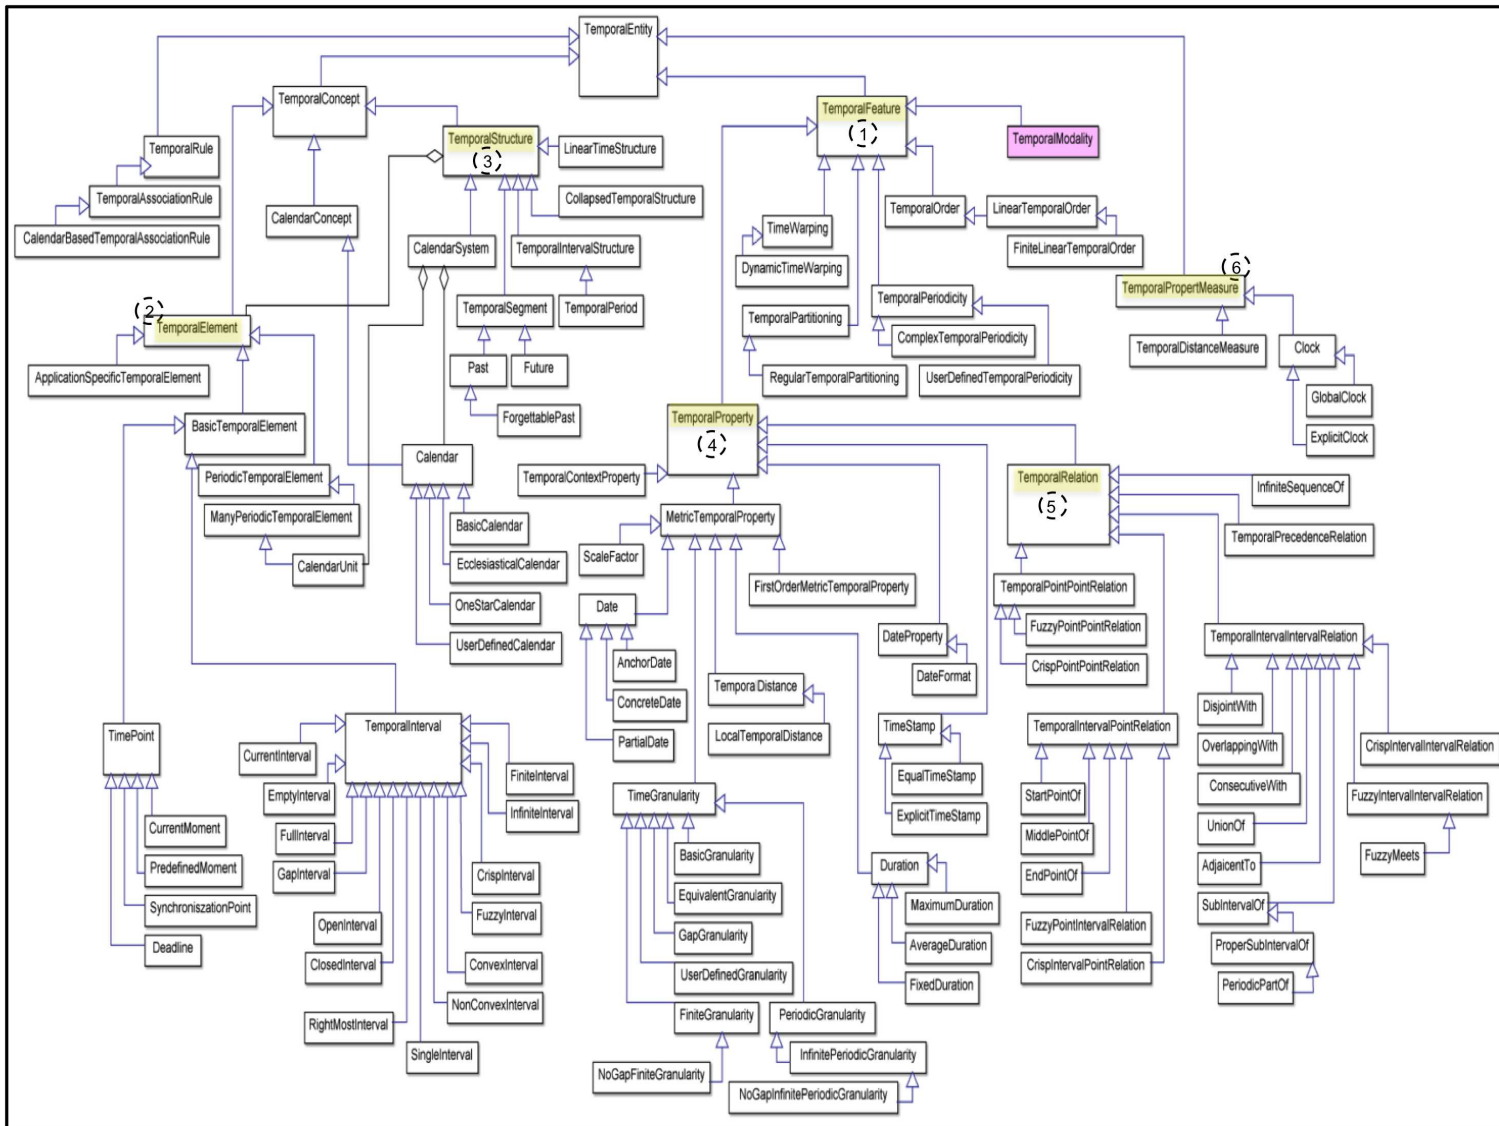 TemporalEntity
TemporalConcept
TemporalFeature
1
TemporalModality
TemporalStructure
3
LinearTimeStructure
TemporalRule
TemporalAssociationRule
CalendarBasedTemporalAssociationRule
CalendarConcept
CollapsedTemporalStructure
TemporalOrder
LinearTemporalOrder
FiniteLinearTemporalOrder
TimeWarping
DynamicTimeWarping
CalendarSystem
TemporalIntervalStructure
6
TemporalPropertMeasure
TemporalSegment
TemporalPeriod
TemporalPeriodicity
TemporalPartitioning
ComplexTemporalPeriodicity
2
TemporalElement
TemporalDistanceMeasure
Clock
ApplicationSpecificTemporalElement
Past
Future
RegularTemporalPartitioning
UserDefinedTemporalPeriodicity
GlobalClock
ForgettablePast
TemporalProperty
4
ExplicitClock
BasicTemporalElement
Calendar
PeriodicTemporalElement
TemporalContextProperty
TemporalRelation
5
InfiniteSequenceOf
ManyPeriodicTemporalElement
BasicCalendar
MetricTemporalProperty
TemporalPrecedenceRelation
CalendarUnit
EcclesiasticalCalendar
ScaleFactor
FirstOrderMetricTemporalProperty
TemporalPointPointRelation
OneStarCalendar
Date
FuzzyPointPointRelation
UserDefinedCalendar
DateProperty
TemporalIntervalIntervalRelation
AnchorDate
DateFormat
CrispPointPointRelation
TemporalDistance
ConcreteDate
DisjointWith
TimePoint
TemporalInterval
TimeStamp
TemporalIntervalPointRelation
CurrentInterval
PartialDate
LocalTemporalDistance
OverlappingWith
CrispIntervalIntervalRelation
FiniteInterval
EqualTimeStamp
ConsecutiveWith
EmptyInterval
TimeGranularity
StartPointOf
FuzzyIntervalIntervalRelation
InfiniteInterval
ExplicitTimeStamp
CurrentMoment
FullInterval
MiddlePointOf
UnionOf
BasicGranularity
FuzzyMeets
PredefinedMoment
GapInterval
CrispInterval
Duration
EndPointOf
AdjaicentTo
EquivalentGranularity
SynchroniszationPoint
MaximumDuration
SubIntervalOf
OpenInterval
FuzzyInterval
GapGranularity
FuzzyPointIntervalRelation
Deadline
AverageDuration
ProperSubIntervalOf
ClosedInterval
ConvexInterval
UserDefinedGranularity
CrispIntervalPointRelation
FixedDuration
PeriodicPartOf
NonConvexInterval
RightMostInterval
FiniteGranularity
PeriodicGranularity
SingleInterval
InfinitePeriodicGranularity
NoGapFiniteGranularity
NoGapInfinitePeriodicGranularity